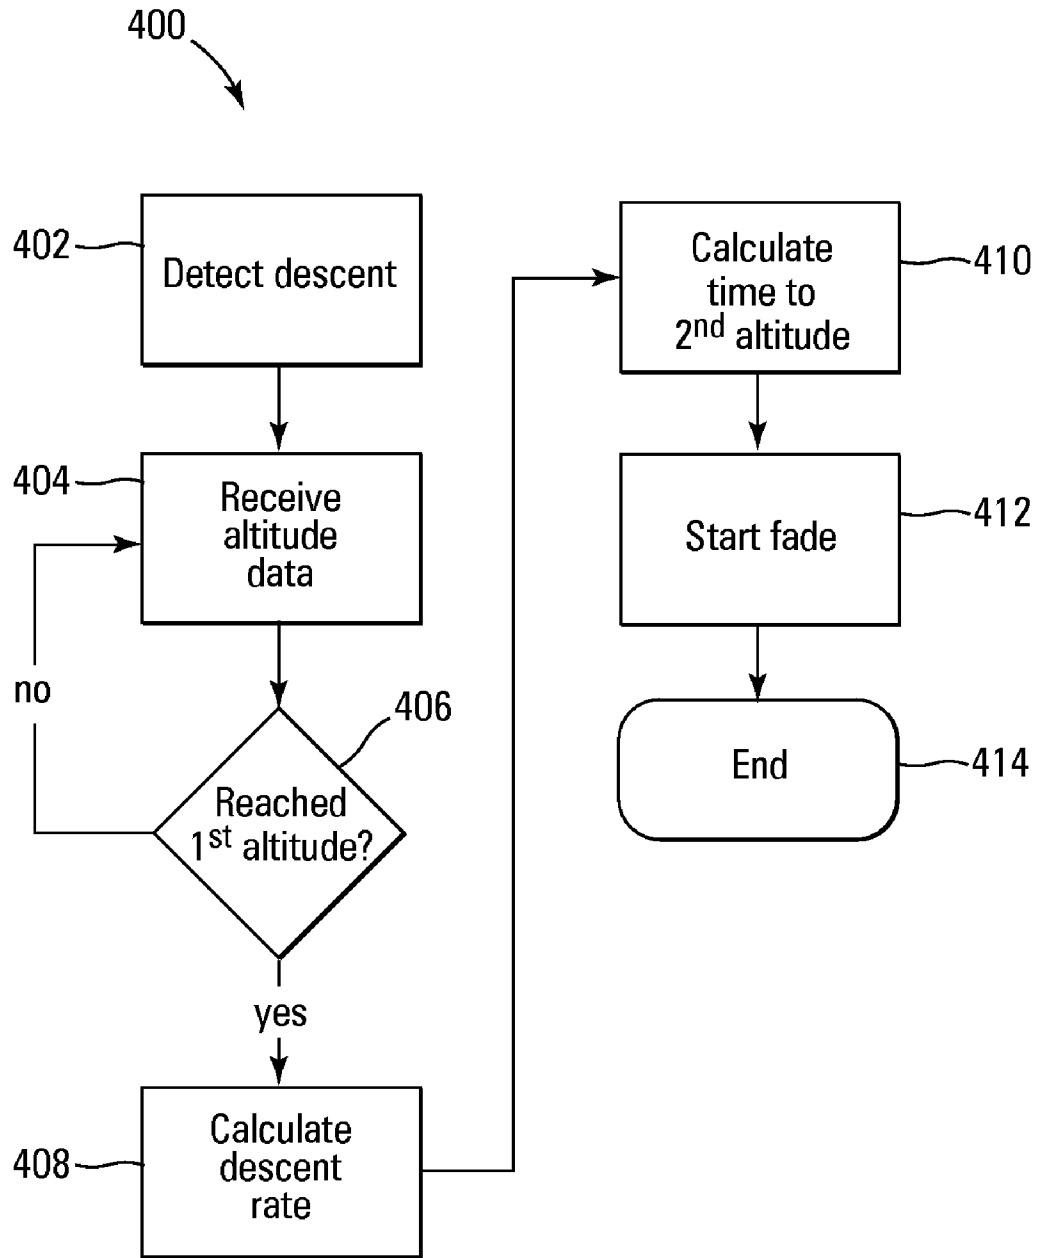 400
402
Detect descent
404
Receive
altitude
data
no
406
Reached
1st altitude?
yes
408
Calculate
descent
rate
Calculate
time to
2nd altitude
410
Start fade
412
End
414